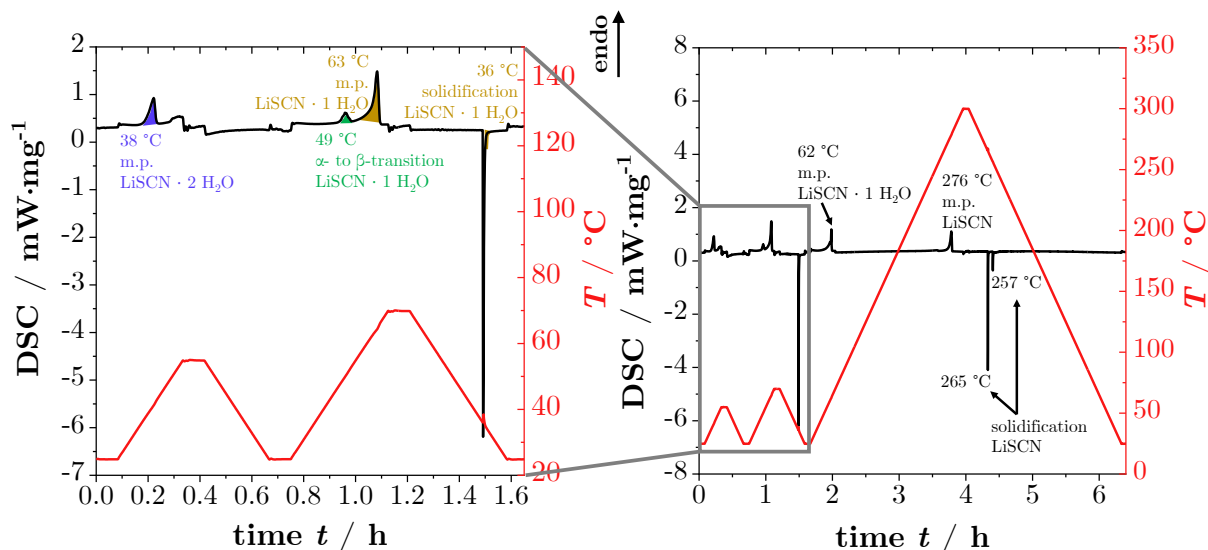 endo
2
1
0
-1
-2
-3
-4
-5
-6
-7
DSC / mW·mg⁻¹
63 °C
m.p.
LiSCN · 1 H₂O
36 °C
solidification
LiSCN · 1 H₂O
38 °C
m.p.
LiSCN · 2 H₂O
49 °C
α- to β-transition
LiSCN · 1 H₂O
140
120
100
80
60
40
20
T / °C
0.0 0.2 0.4 0.6 0.8 1.0 1.2 1.4 1.6
time t / h
8
6
4
2
0
-2
-4
-6
-8
DSC / mW·mg⁻¹
62 °C
m.p.
LiSCN · 1 H₂O
276 °C
m.p.
LiSCN
257 °C
265 °C
solidification
LiSCN
350
300
250
200
150
100
50
0
T / °C
0 1 2 3 4 5 6
time t / h